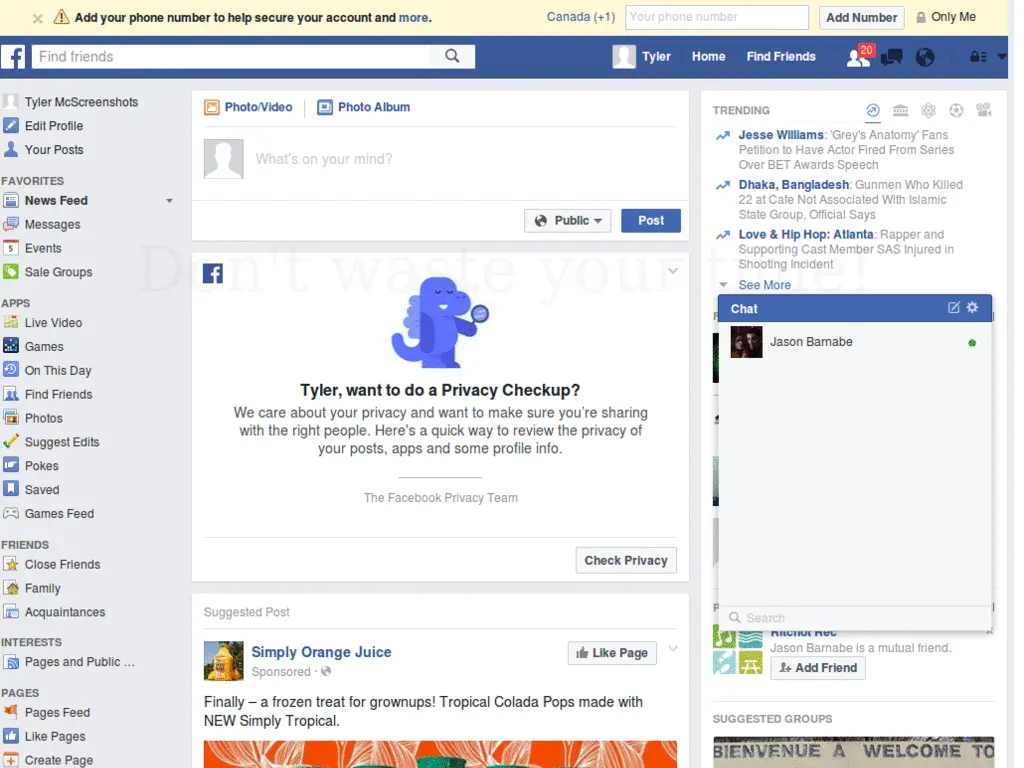 Add your phone number to help secure your account and more.
Canada (+1)
Your phone number
Add Number
Only Me
Find friends
Tyler
Home
Find Friends
20
Tyler McScreenshots
Edit Profile
Your Posts
FAVORITES
News Feed
Messages
5
Events
Sale Groups
APPS
Live Video
Games
On This Day
Find Friends
Photos
Suggest Edits
Pokes
Saved
Games Feed
FRIENDS
Close Friends
Family
Acquaintances
INTERESTS
Pages and Public ...
PAGES
Pages Feed
Like Pages
Create Page
Photo/Video
Photo Album
What's on your mind?
Public
Post
Don't waste your time!
Tyler, want to do a Privacy Checkup?
We care about your privacy and want to make sure you're sharing
with the right people. Here's a quick way to review the privacy of
your posts, apps and some profile info.
The Facebook Privacy Team
Check Privacy
Suggested Post
Simply Orange Juice
Sponsored ·
Like Page
Finally – a frozen treat for grownups! Tropical Colada Pops made with
NEW Simply Tropical.
TRENDING
Jesse Williams: 'Grey's Anatomy' Fans
Petition to Have Actor Fired From Series
Over BET Awards Speech
Dhaka, Bangladesh: Gunmen Who Killed
22 at Cafe Not Associated With Islamic
State Group, Official Says
Love & Hip Hop: Atlanta: Rapper and
Supporting Cast Member SAS Injured in
Shooting Incident
See More
Chat
Jason Barnabe
Search
Ritchot Rec
Jason Barnabe is a mutual friend.
Add Friend
SUGGESTED GROUPS
BIENVENUE A WELCOME TO